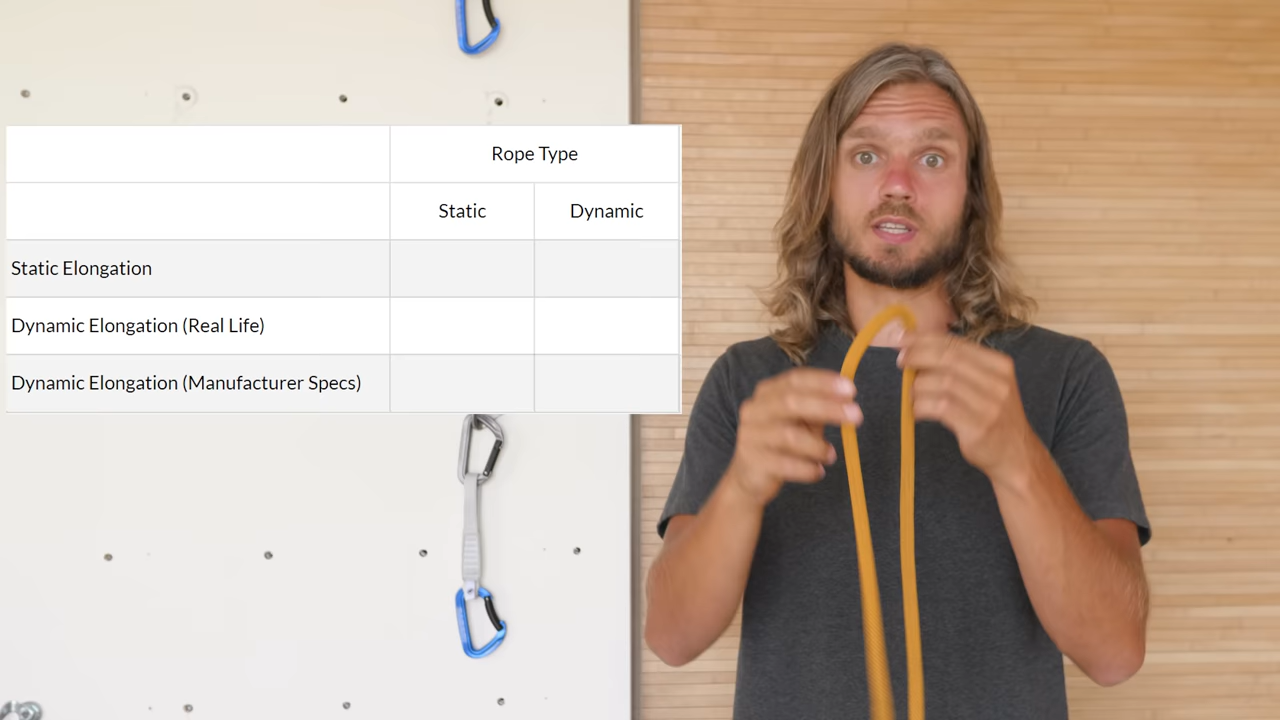 Rope Type
Static Dynamic
Static Elongation
Dynamic Elongation (Real Life)
Dynamic Elongation (Manufacturer Specs)